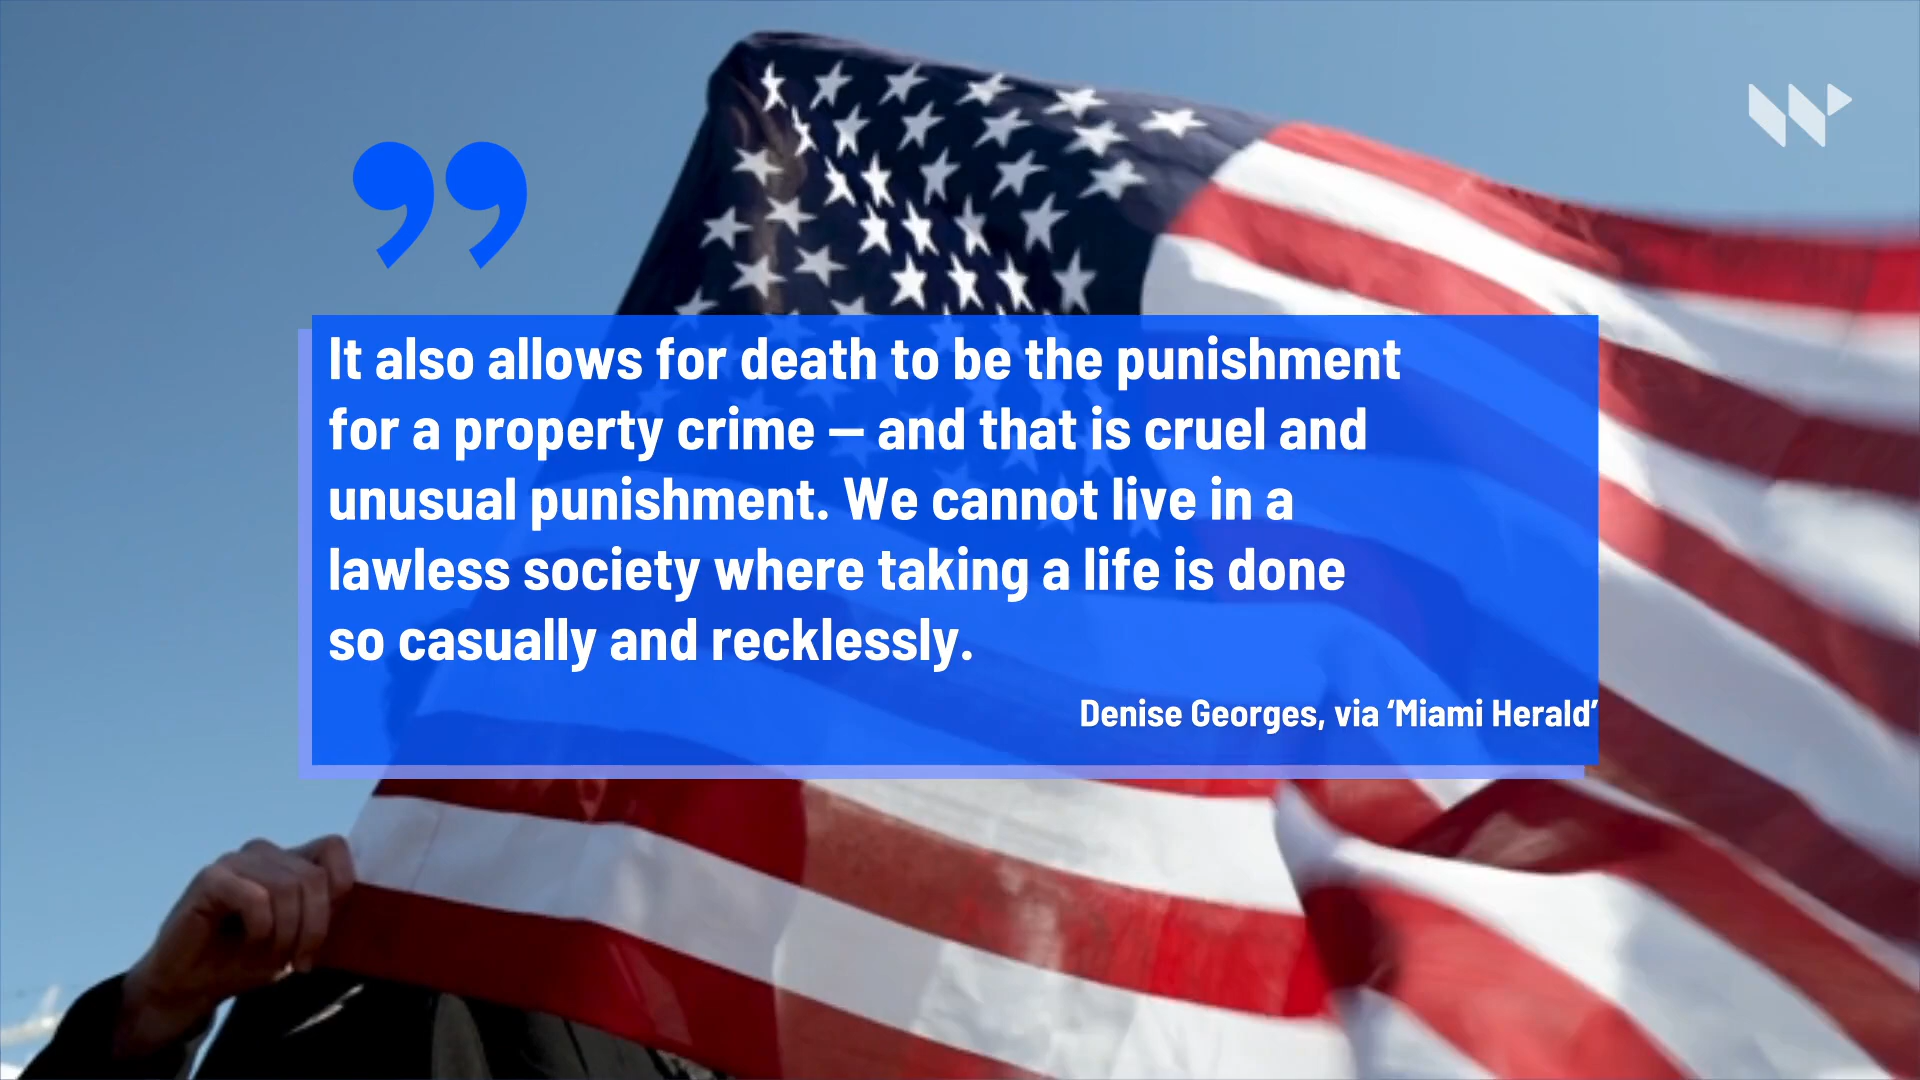 ”
It also allows for death to be the punishment
for a property crime — and that is cruel and
unusual punishment. We cannot live in a
lawless society where taking a life is done
so casually and recklessly.
Denise Georges, via ‘Miami Herald’